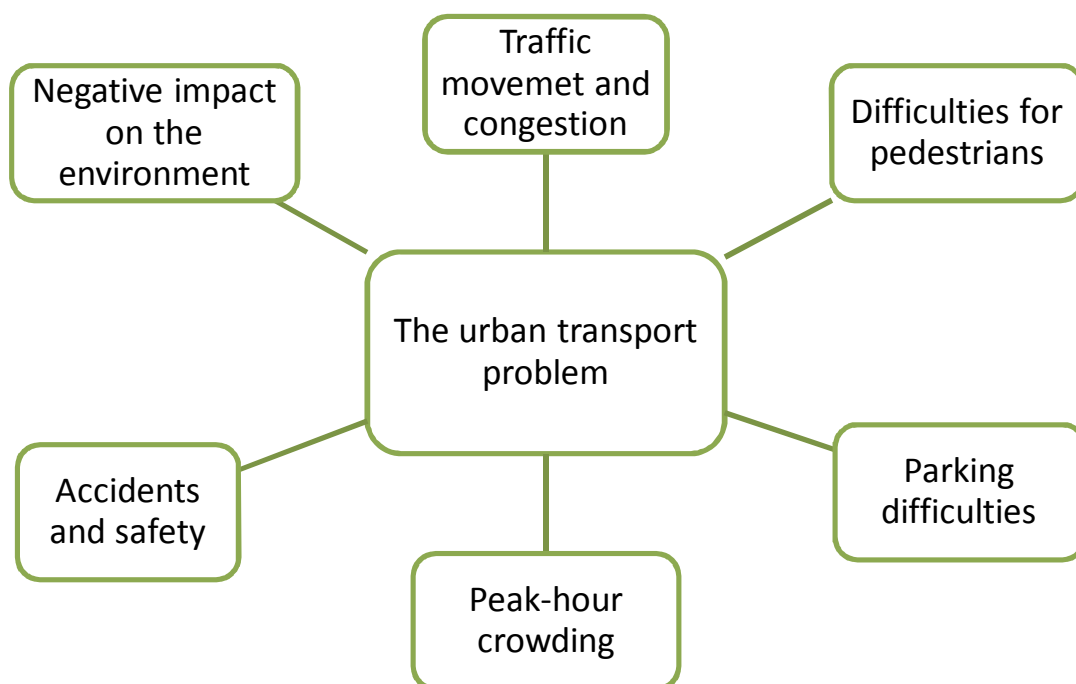 Traffic
movemet and
congestion
Negative impact
on the
environment
Difficulties for
pedestrians
The urban transport
problem
Accidents
and safety
Parking
difficulties
Peak-hour
crowding